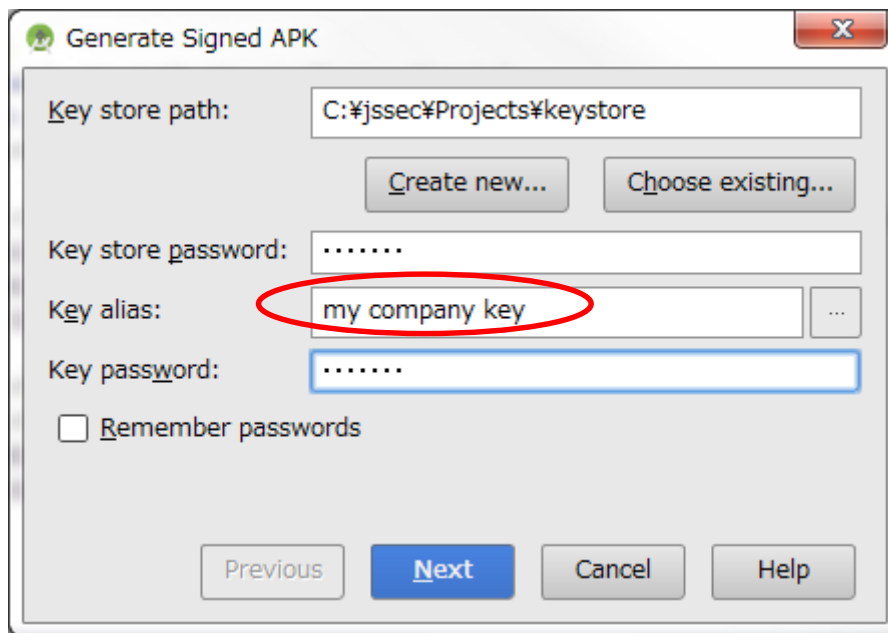 Generate Signed APK
Key store path: C:¥jssec¥Projects¥keystore
Create new... Choose existing...
Key store password: ·······
Key alias: my company key ...
Key password: ·······
Remember passwords
Previous Next Cancel Help